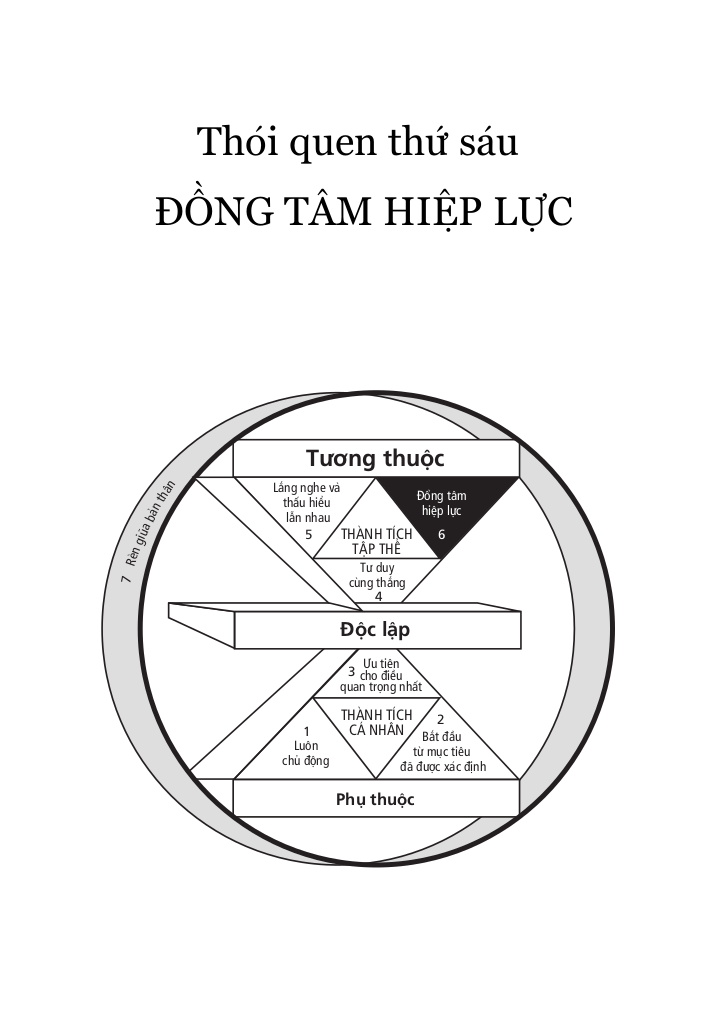 Thói quen thứ sáu
ĐỒNG TÂM HIỆP LỰC
Tương thuộc
Lắng nghe và
thấu hiểu
lẫn nhau
5
Đồng tâm
hiệp lực
6
THÀNH TÍCH
TẬP THỂ
Tư duy
cùng thắng
4
7 Rèn giũa bản thân
Độc lập
3 Ưu tiên
cho điều
quan trọng nhất
THÀNH TÍCH
CÁ NHÂN
1
Luôn
chủ động
2
Bắt đầu
từ mục tiêu
đã được xác định
Phụ thuộc